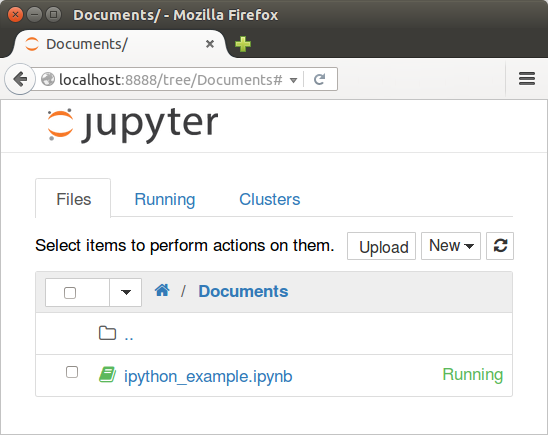 Documents/ - Mozilla Firefox
Documents/
localhost:8888/tree/Documents#
jupyter
Files Running Clusters
Select items to perform actions on them. Upload New
/ Documents
..
ipython_example.ipynb Running